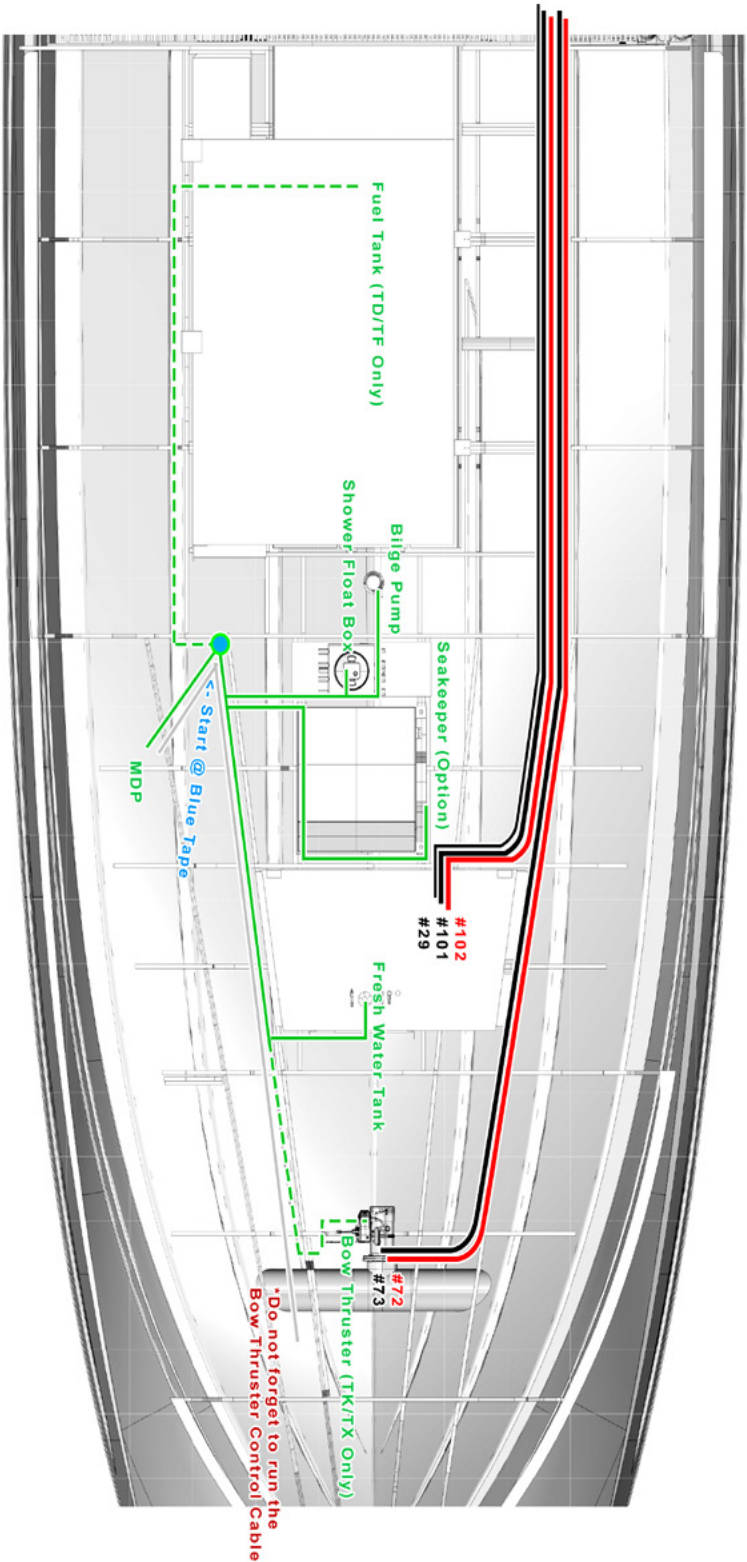 Fuel Tank (TD/TF Only)
Shower Float Box
Bilge Pump
Seakeeper (Option)
<- Start @ Blue Tape
MDP
#102
#101
#29
Fresh Water Tank
#72
#73
Bow Thruster (TK/TX Only)
*Do not forget to run the
Bow Thruster Control Cable